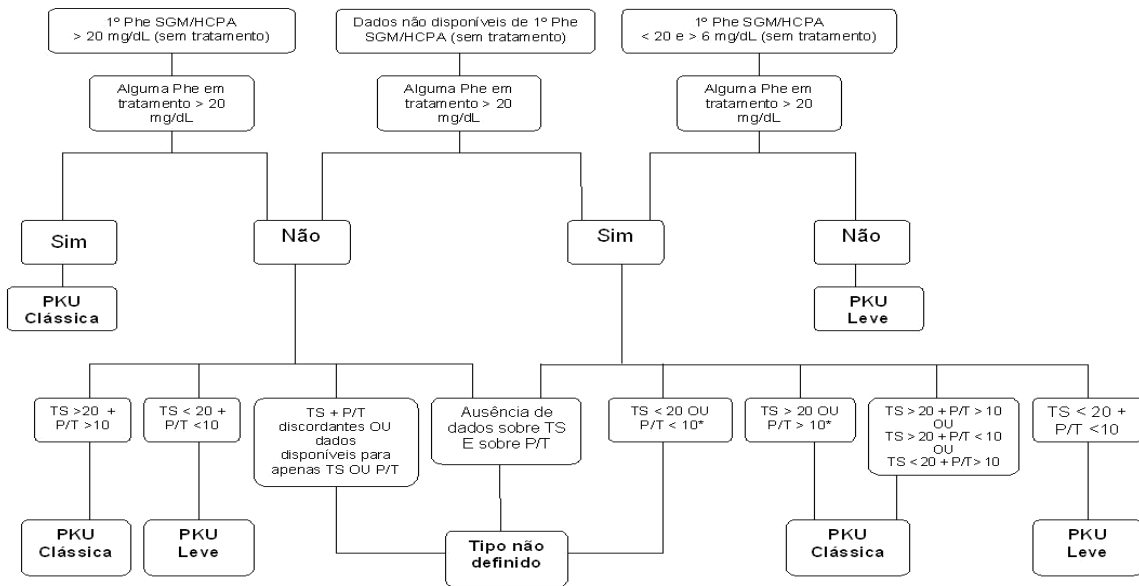 1º Phe SGM/HCPA
> 20 mg/dL (sem tratamento)
Dados não disponíveis de 1º Phe
SGM/HCPA (sem tratamento)
1º Phe SGM/HCPA
< 20 e > 6 mg/dL (sem tratamento)
Alguma Phe em
tratamento > 20
mg/dL
Alguma Phe em
tratamento > 20
mg/dL
Alguma Phe em
tratamento > 20
mg/dL
Sim
Não
Sim
Não
PKU
Clássica
PKU
Leve
TS >20 +
P/T >10
TS < 20 +
P/T <10
TS + P/T
discordantes OU
dados
disponíveis para
apenas TS OU P/T
Ausência de
dados sobre TS
E sobre P/T
TS < 20 OU
P/T < 10*
TS > 20 OU
P/T > 10*
TS > 20 + P/T > 10
OU
TS > 20 + P/T < 10
OU
TS < 20 + P/T > 10
TS < 20 +
P/T <10
PKU
Clássica
PKU
Leve
Tipo não
definido
PKU
Clássica
PKU
Leve